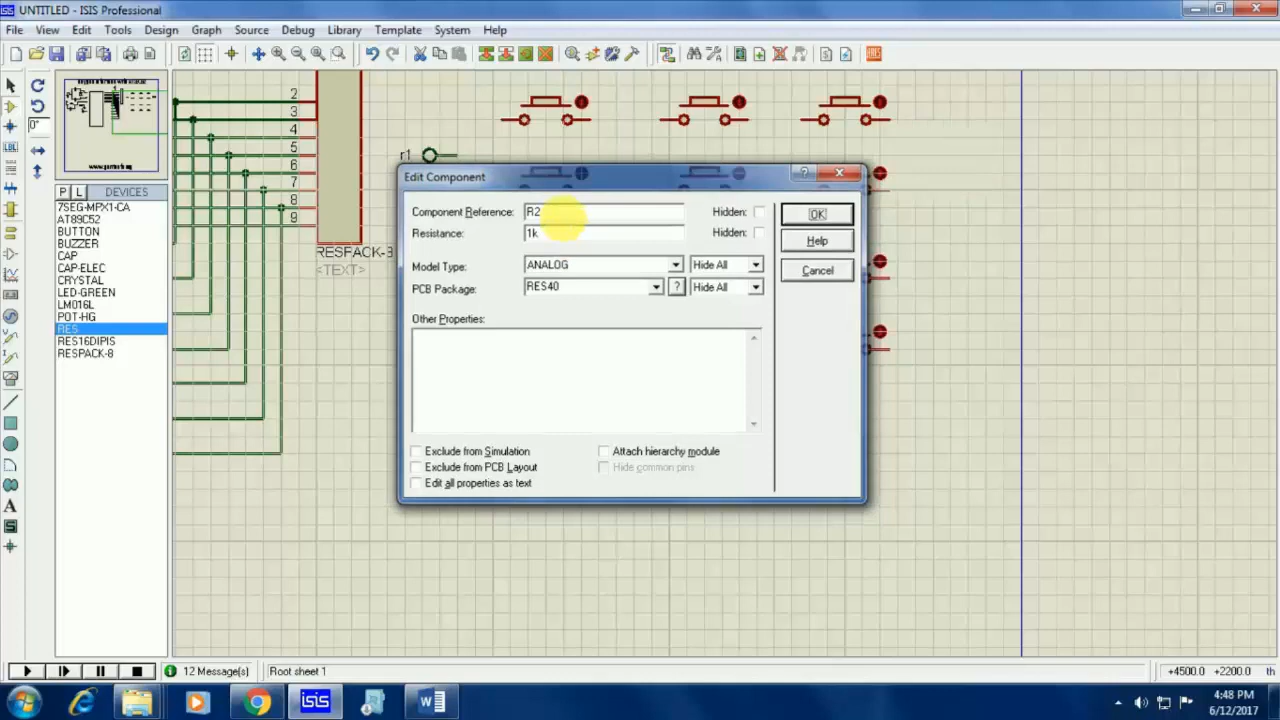 UNTITLED - ISIS Professional
File View Edit Tools Design Graph Source Debug Library Template System Help
0°
P L DEVICES
7SEG-MPX1-CA
AT89C52
BUTTON
BUZZER
CAP
CAP-ELEC
CRYSTAL
LED-GREEN
LM016L
POT-HG
RES
RES16DIPIS
RESPACK-8
2
3
4
5
6
7
8
9
RESPACK-8
<TEXT>
r1
Edit Component
Component Reference: R2 Hidden:
Resistance: 1k Hidden:
Model Type: ANALOG Hide All
PCB Package: RES40 ? Hide All
Other Properties:
Exclude from Simulation Attach hierarchy module
Exclude from PCB Layout Hide common pins
Edit all properties as text
OK
Help
Cancel
12 Message(s) Root sheet 1 +4500.0 +2200.0 th
4:48 PM
6/12/2017